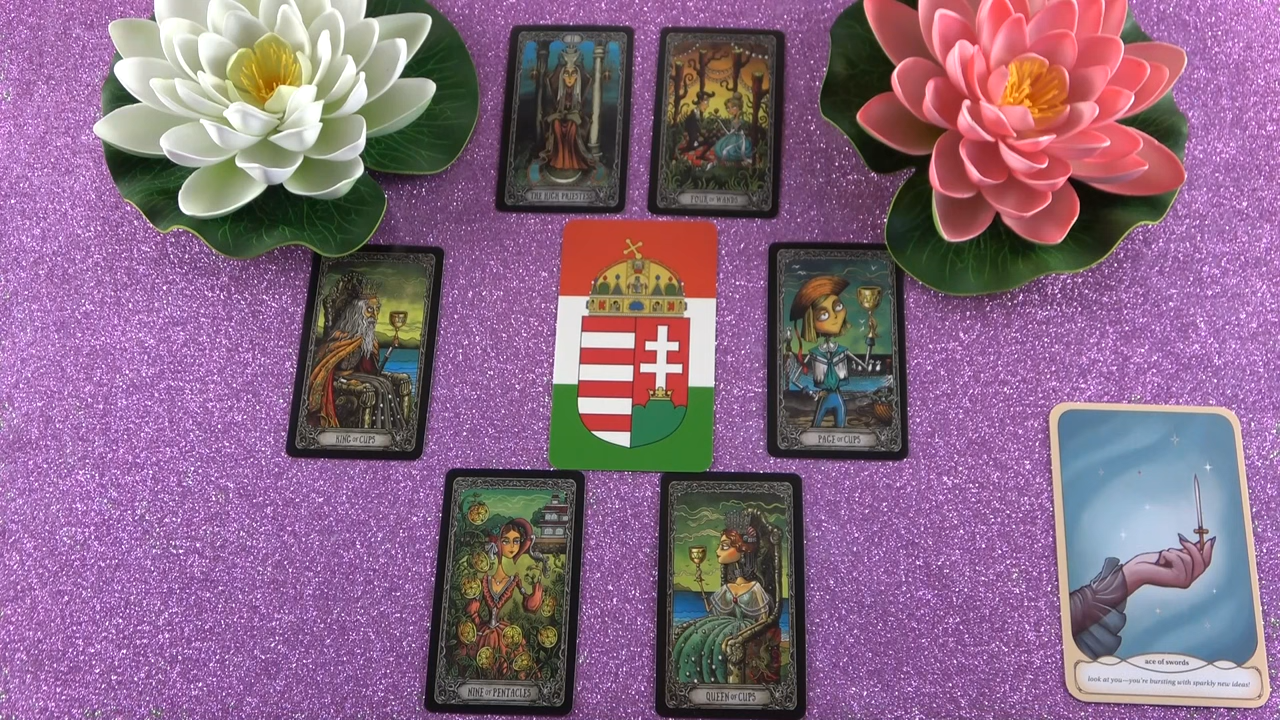 THE HIGH PRIESTESS
FOUR OF WANDS
KING OF CUPS
PAGE OF CUPS
NINE OF PENTACLES
QUEEN OF CUPS
ace of swords
look at you—you're bursting with sparkly new ideas!